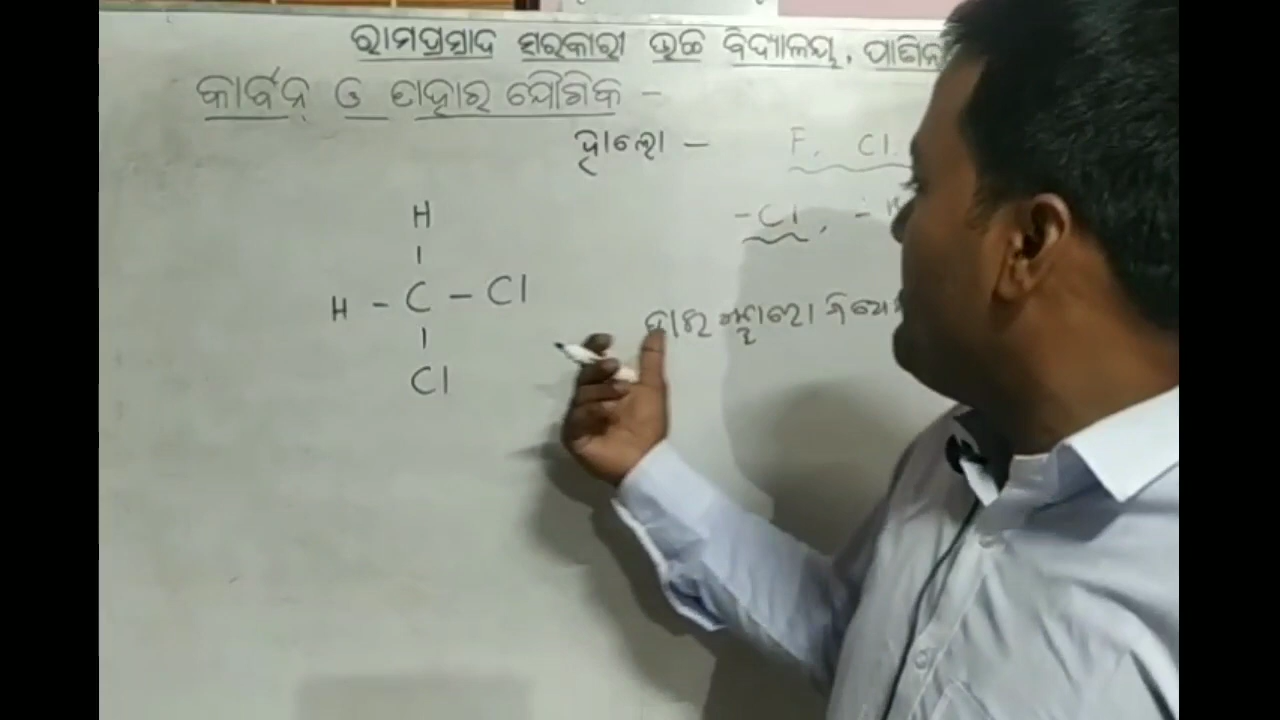 ରାମପ୍ରସାଦ ସରକାରୀ ଉଚ୍ଚ ବିଦ୍ୟାଳୟ,
କାର୍ବନ୍ ଓ ତାହାର ଯୌଗିକ -
ହାଲୋ - F, Cl
- Cl, -
H
H - C - Cl
Cl